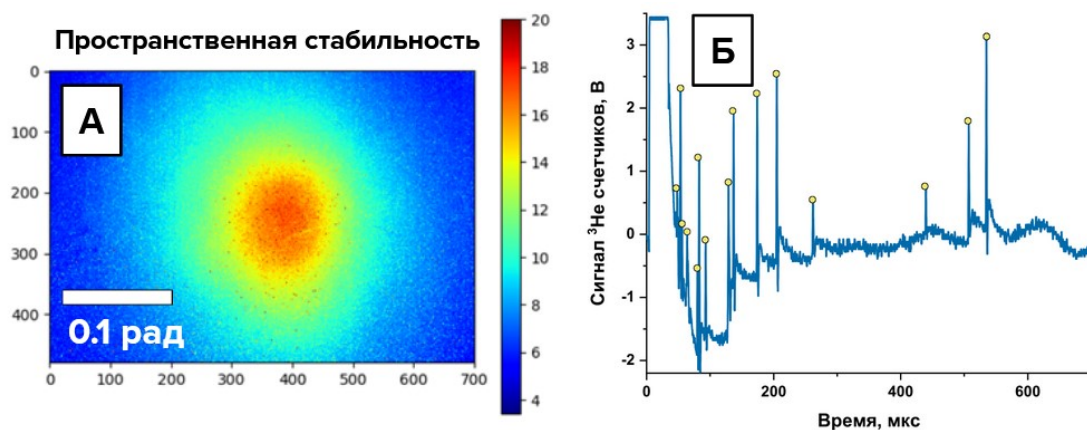 Пространственная стабильность
А
0
100
200
300
400
0.1 рад
0 100 200 300 400 500 600 700
20
18
16
14
12
10
8
6
4
Б
Сигнал ³He счетчиков, В
3
2
1
0
-1
-2
0 200 400 600
Время, мкс